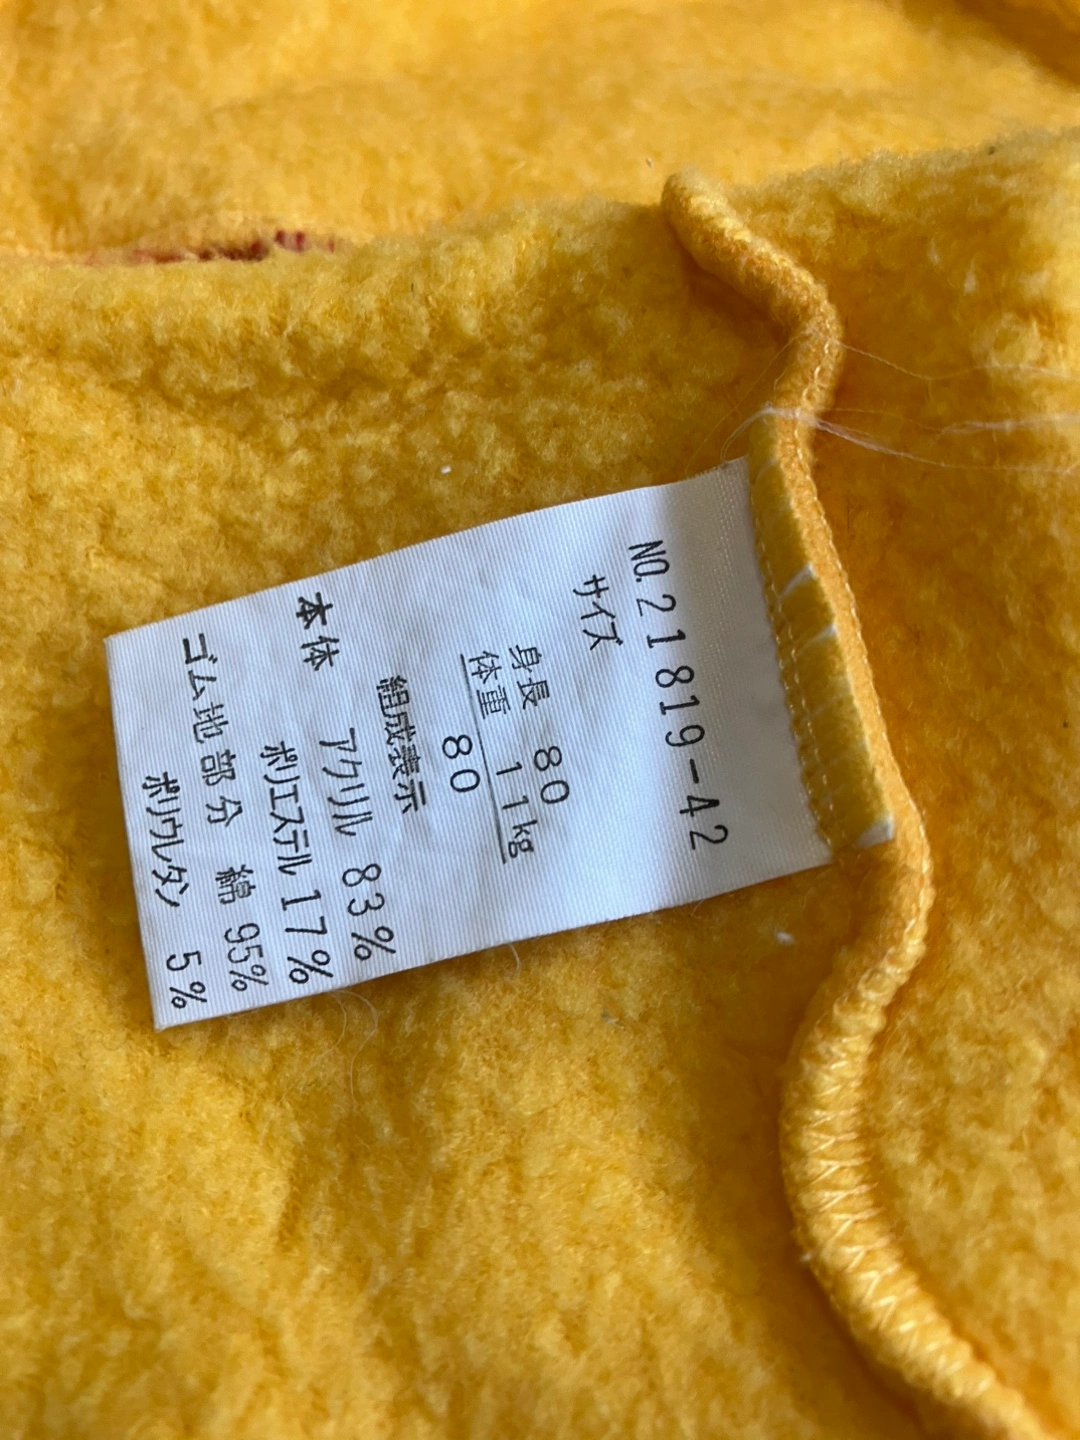 NO.21819-42
サイズ
身長 80
体重 11kg
80
組成表示
本体 アクリル 83%
ポリエステル 17%
ゴム地部分 綿 95%
ポリウレタン 5%